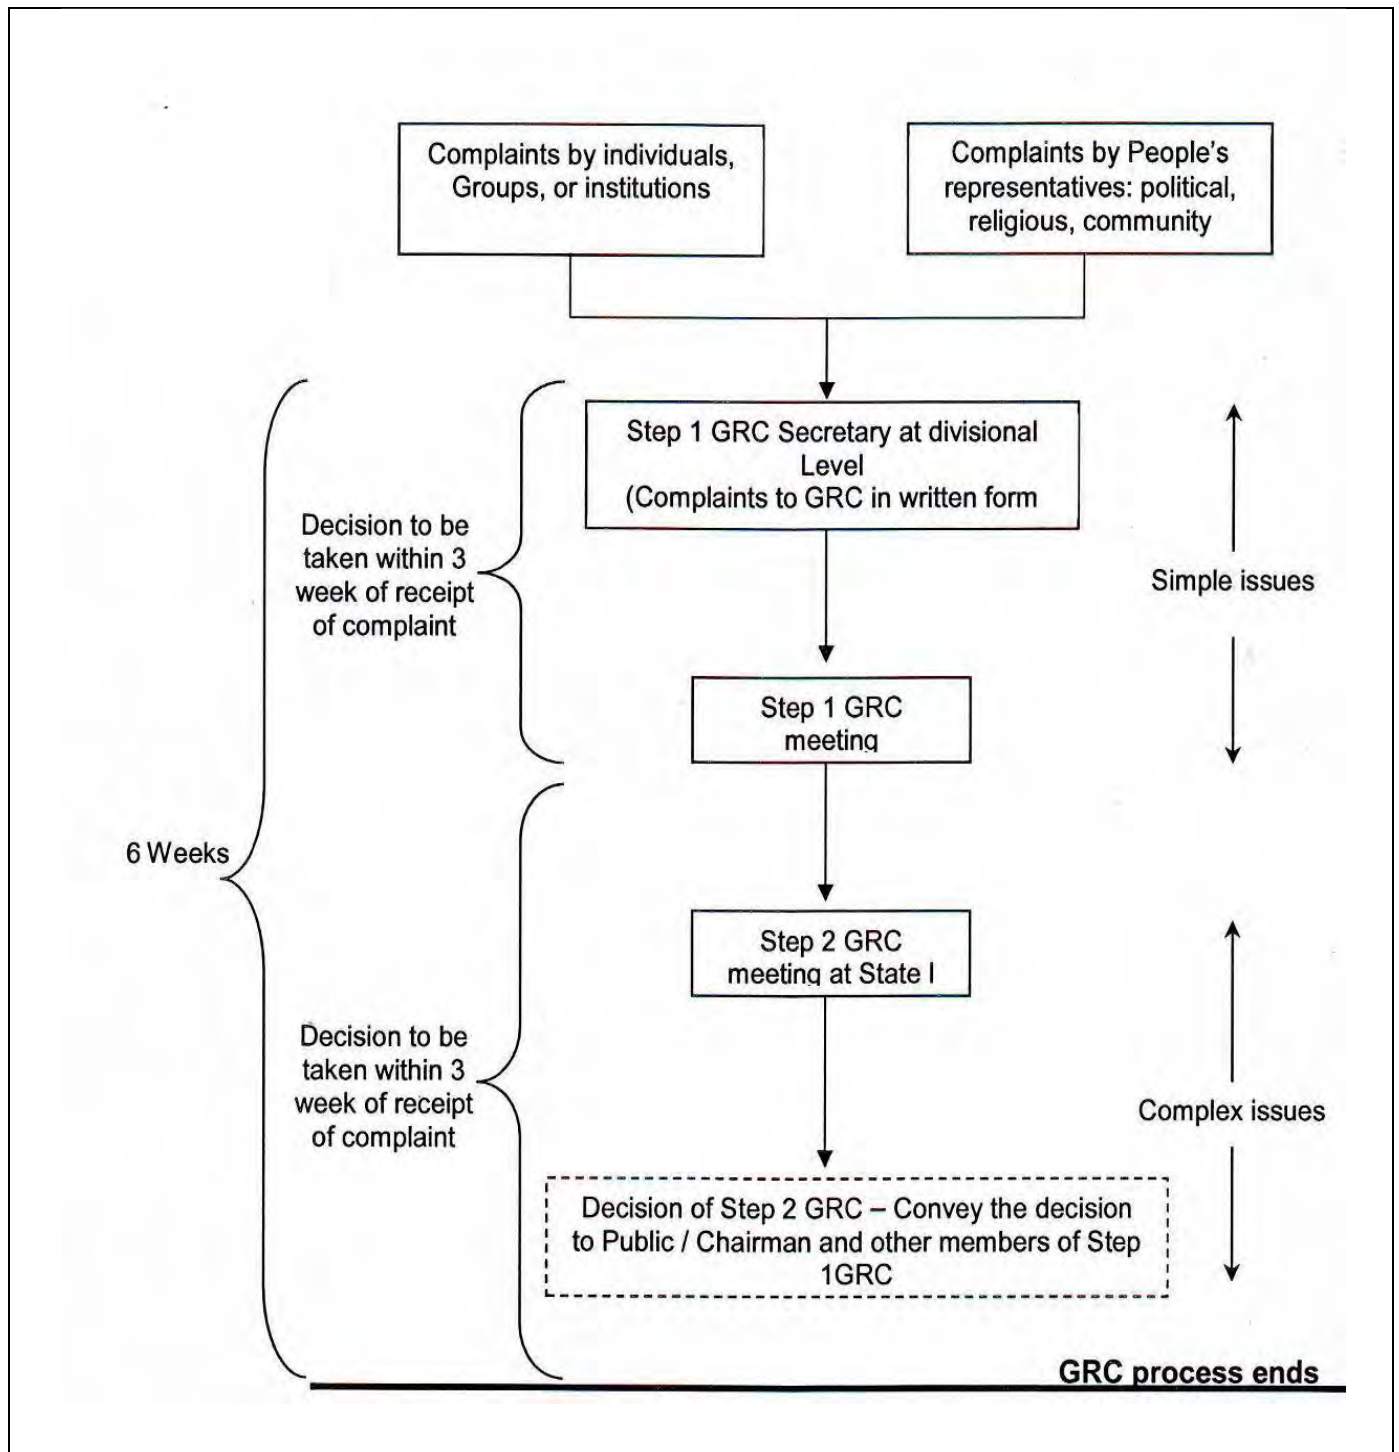 Complaints by individuals,
Groups, or institutions
Complaints by People's
representatives: political,
religious, community
Step 1 GRC Secretary at divisional
Level
(Complaints to GRC in written form
Decision to be
taken within 3
week of receipt
of complaint
Simple issues
Step 1 GRC
meeting
6 Weeks
Step 2 GRC
meeting at State l
Decision to be
taken within 3
week of receipt
of complaint
Complex issues
Decision of Step 2 GRC – Convey the decision
to Public / Chairman and other members of Step
1GRC
GRC process ends